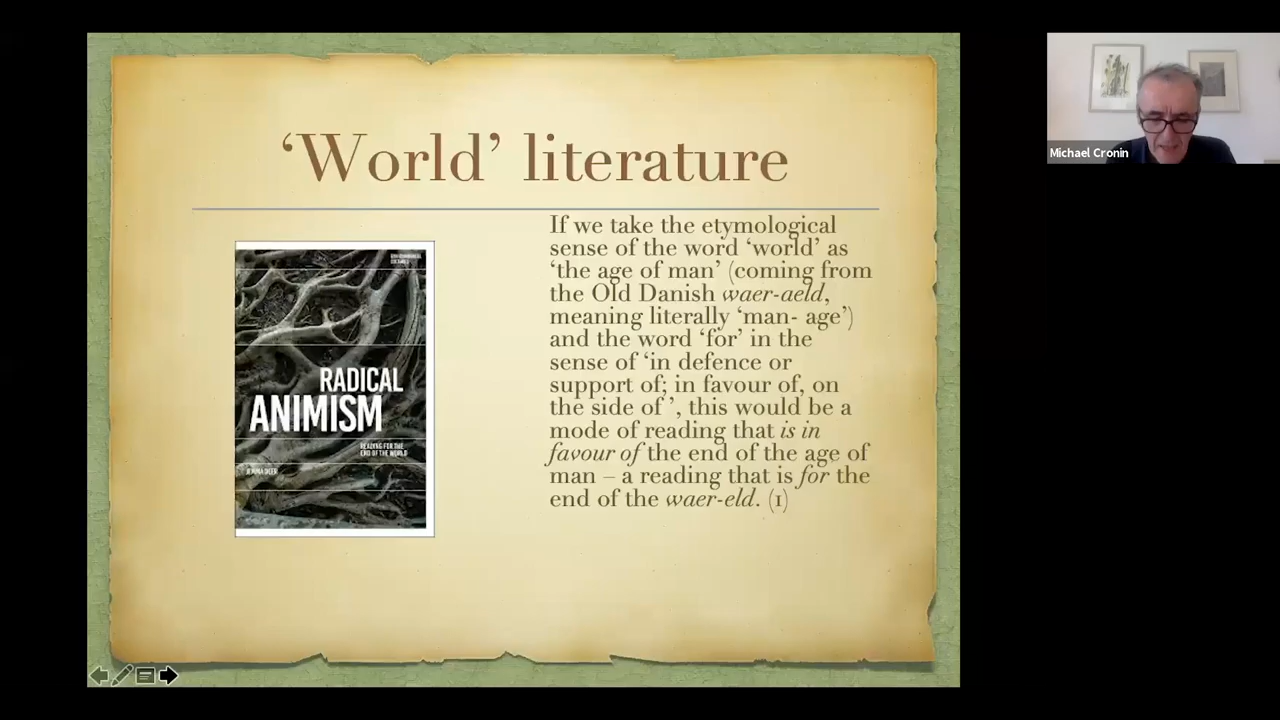 ‘World’ literature
RADICAL
ANIMISM
READING FOR THE
END OF THE WORLD
If we take the etymological
sense of the word ‘world’ as
‘the age of man’ (coming from
the Old Danish waer-aeld,
meaning literally ‘man- age’)
and the word ‘for’ in the
sense of ‘in defence or
support of; in favour of, on
the side of ’, this would be a
mode of reading that is in
favour of the end of the age of
man – a reading that is for the
end of the waer-eld. (1)
Michael Cronin